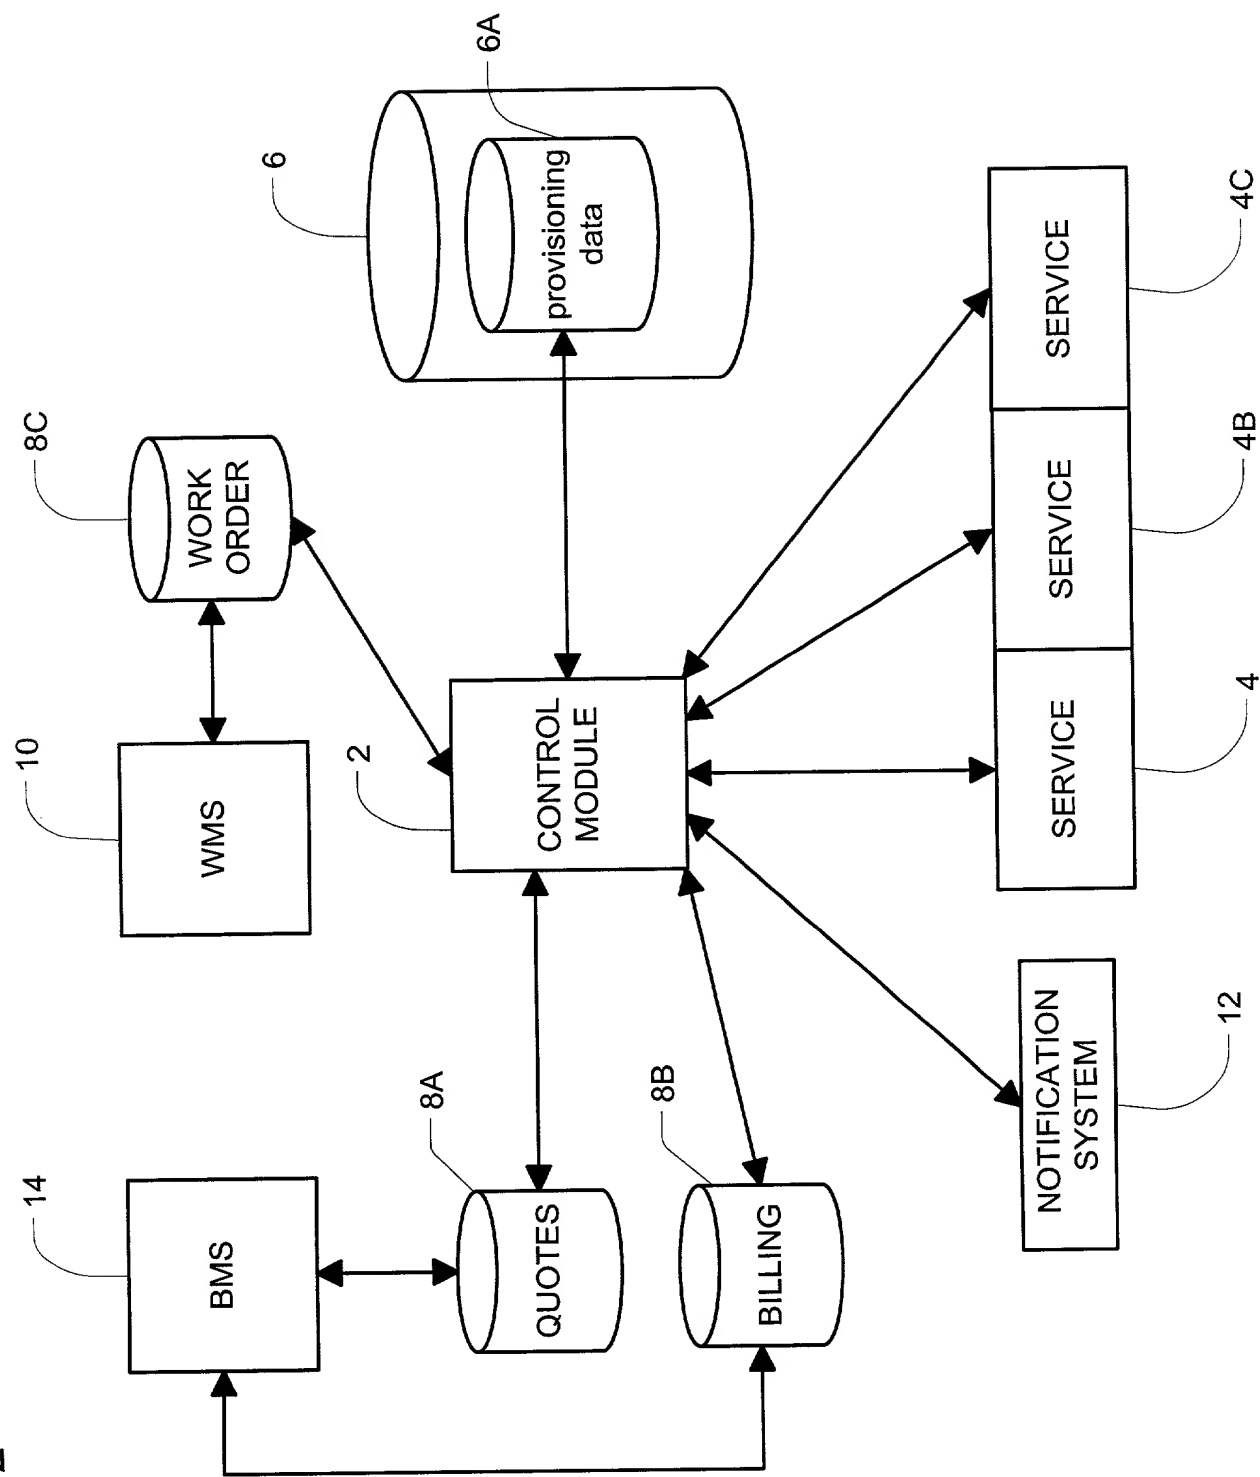 14
BMS
10
WMS
8C
WORK
ORDER
8A
QUOTES
2
CONTROL
MODULE
6
6A
provisioning
data
8B
BILLING
NOTIFICATION
SYSTEM
12
SERVICE
4
SERVICE
4B
SERVICE
4C